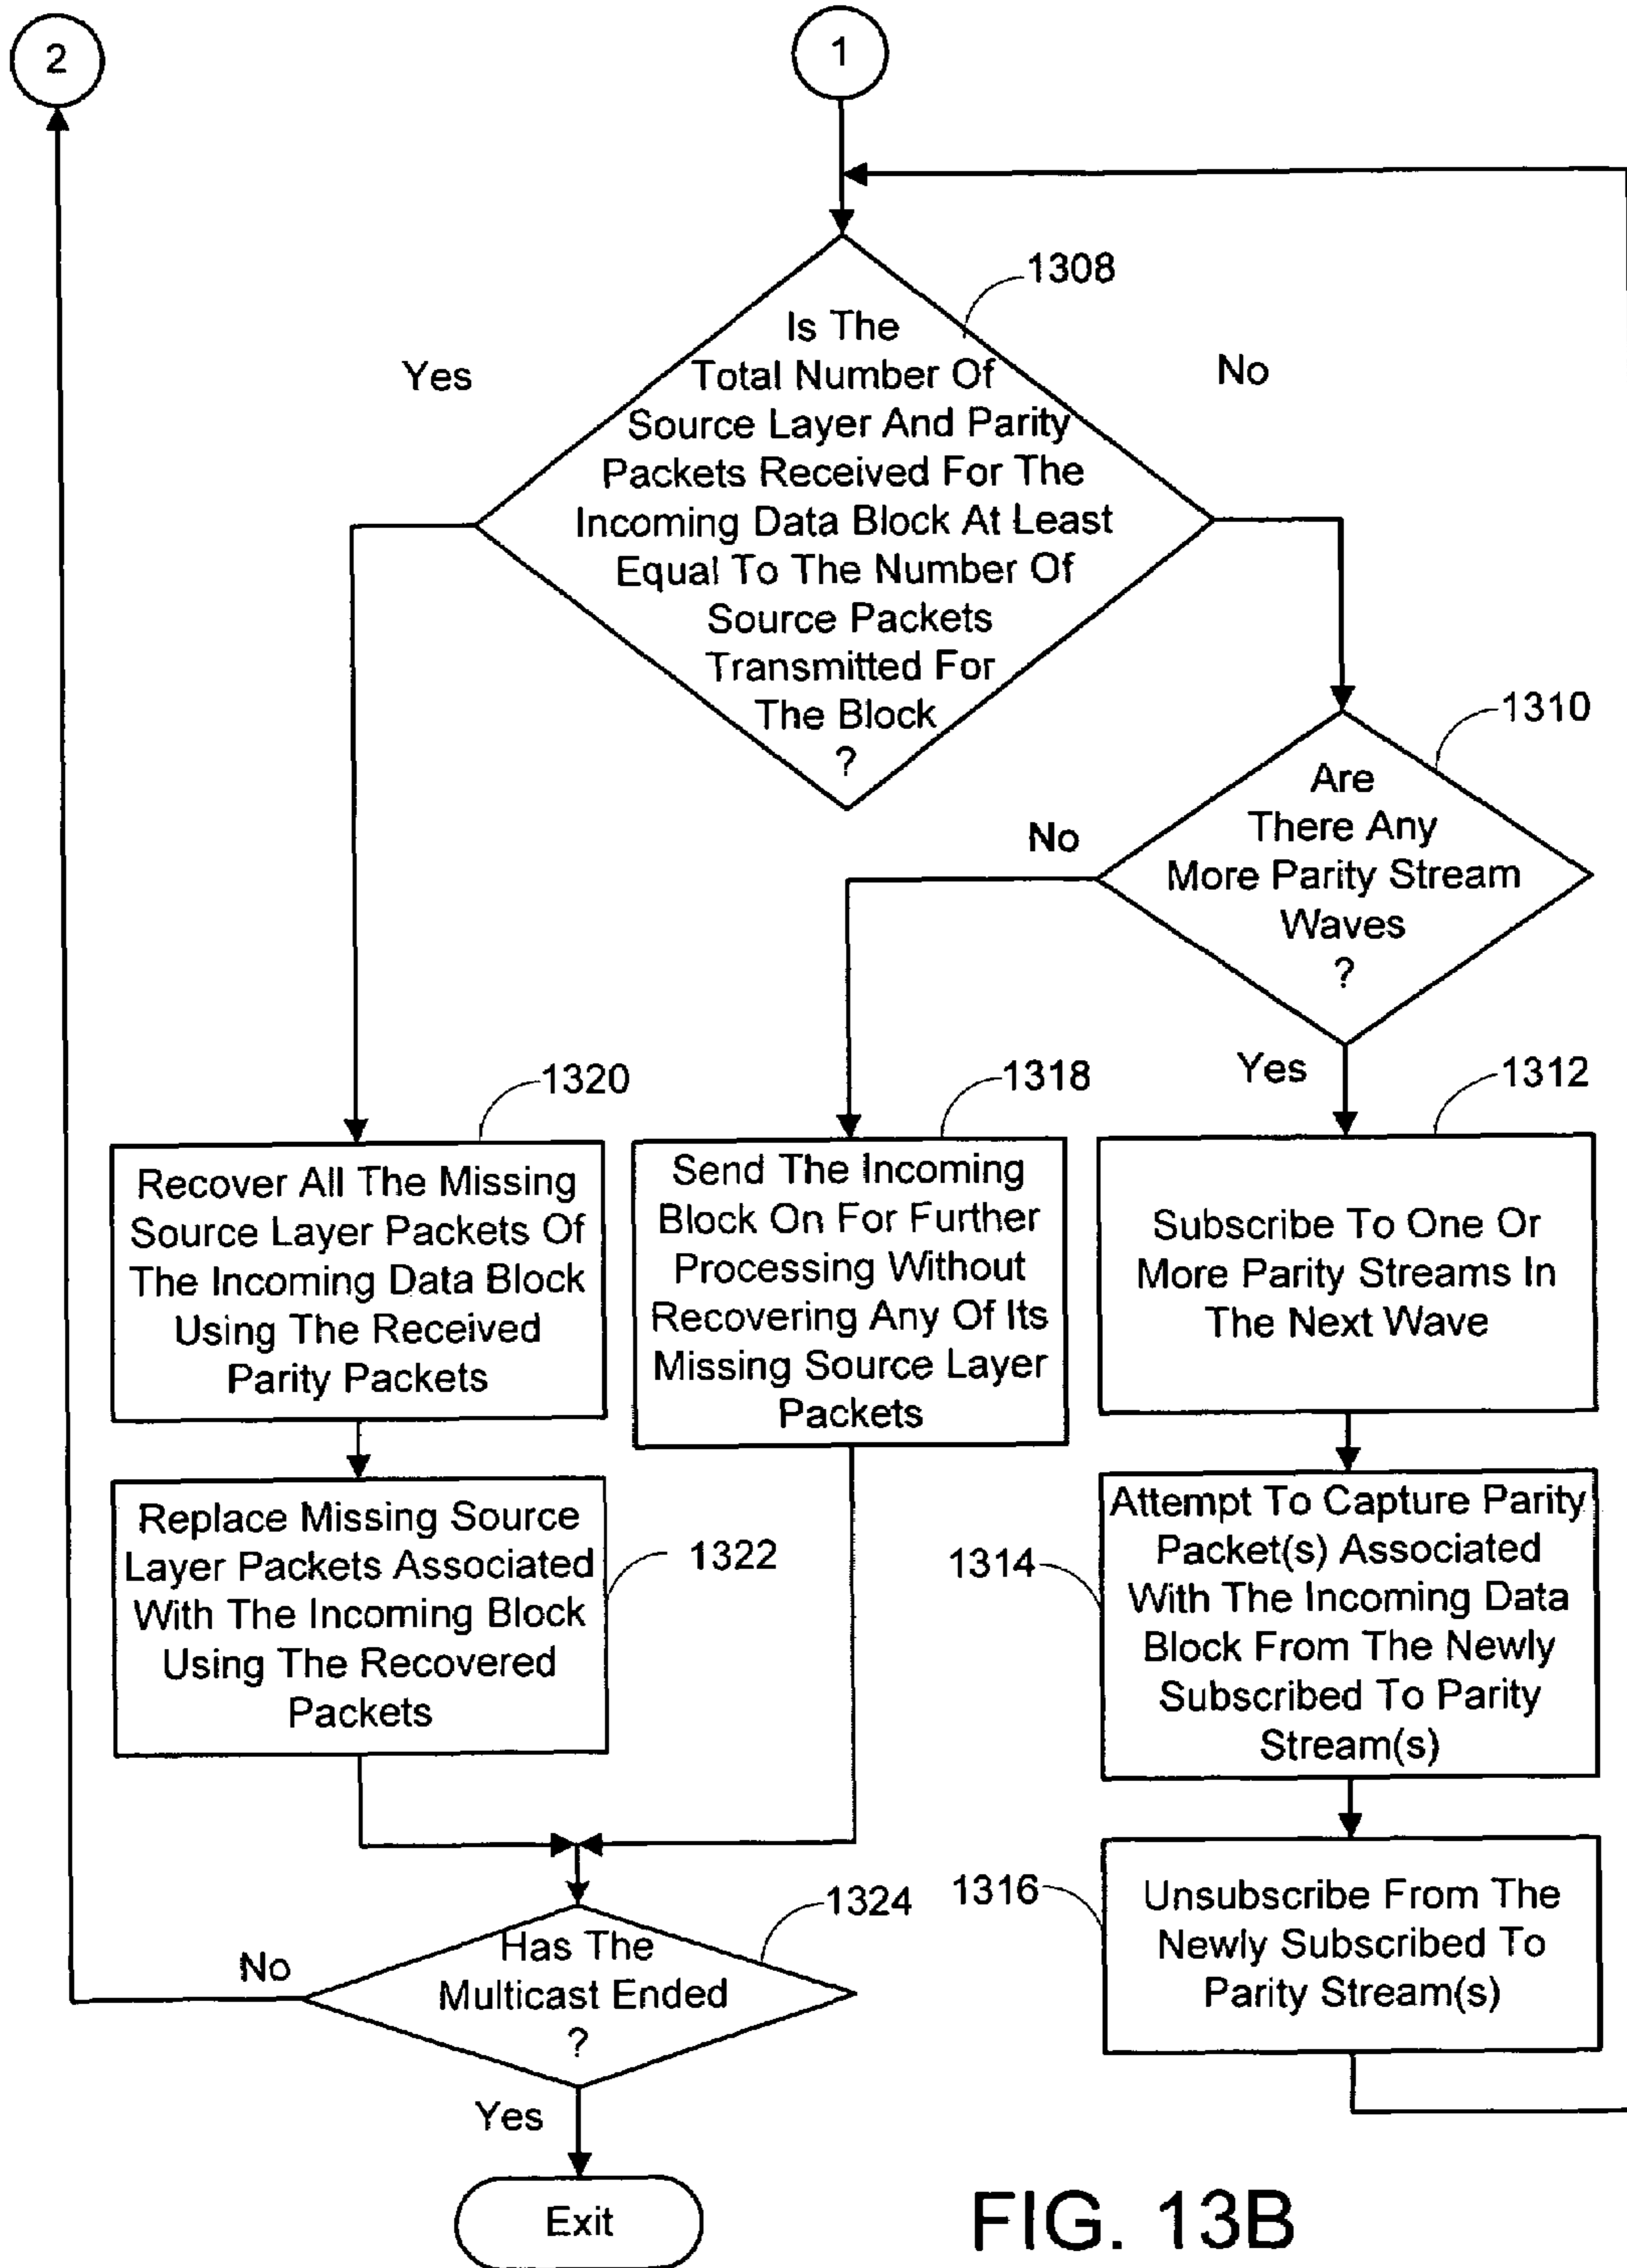 2
1
1308
Yes
No
Is The
Total Number Of
Source Layer And Parity
Packets Received For The
Incoming Data Block At Least
Equal To The Number Of
Source Packets
Transmitted For
The Block
?
1310
Are
There Any
More Parity Stream
Waves
?
No
Yes
1320
Recover All The Missing
Source Layer Packets Of
The Incoming Data Block
Using The Received
Parity Packets
1318
Send The Incoming
Block On For Further
Processing Without
Recovering Any Of Its
Missing Source Layer
Packets
1312
Subscribe To One Or
More Parity Streams In
The Next Wave
Replace Missing Source
Layer Packets Associated
With The Incoming Block
Using The Recovered
Packets
1322
1314
Attempt To Capture Parity
Packet(s) Associated
With The Incoming Data
Block From The Newly
Subscribed To Parity
Stream(s)
1316
Unsubscribe From The
Newly Subscribed To
Parity Stream(s)
1324
Has The
Multicast Ended
?
No
Yes
Exit
FIG. 13B